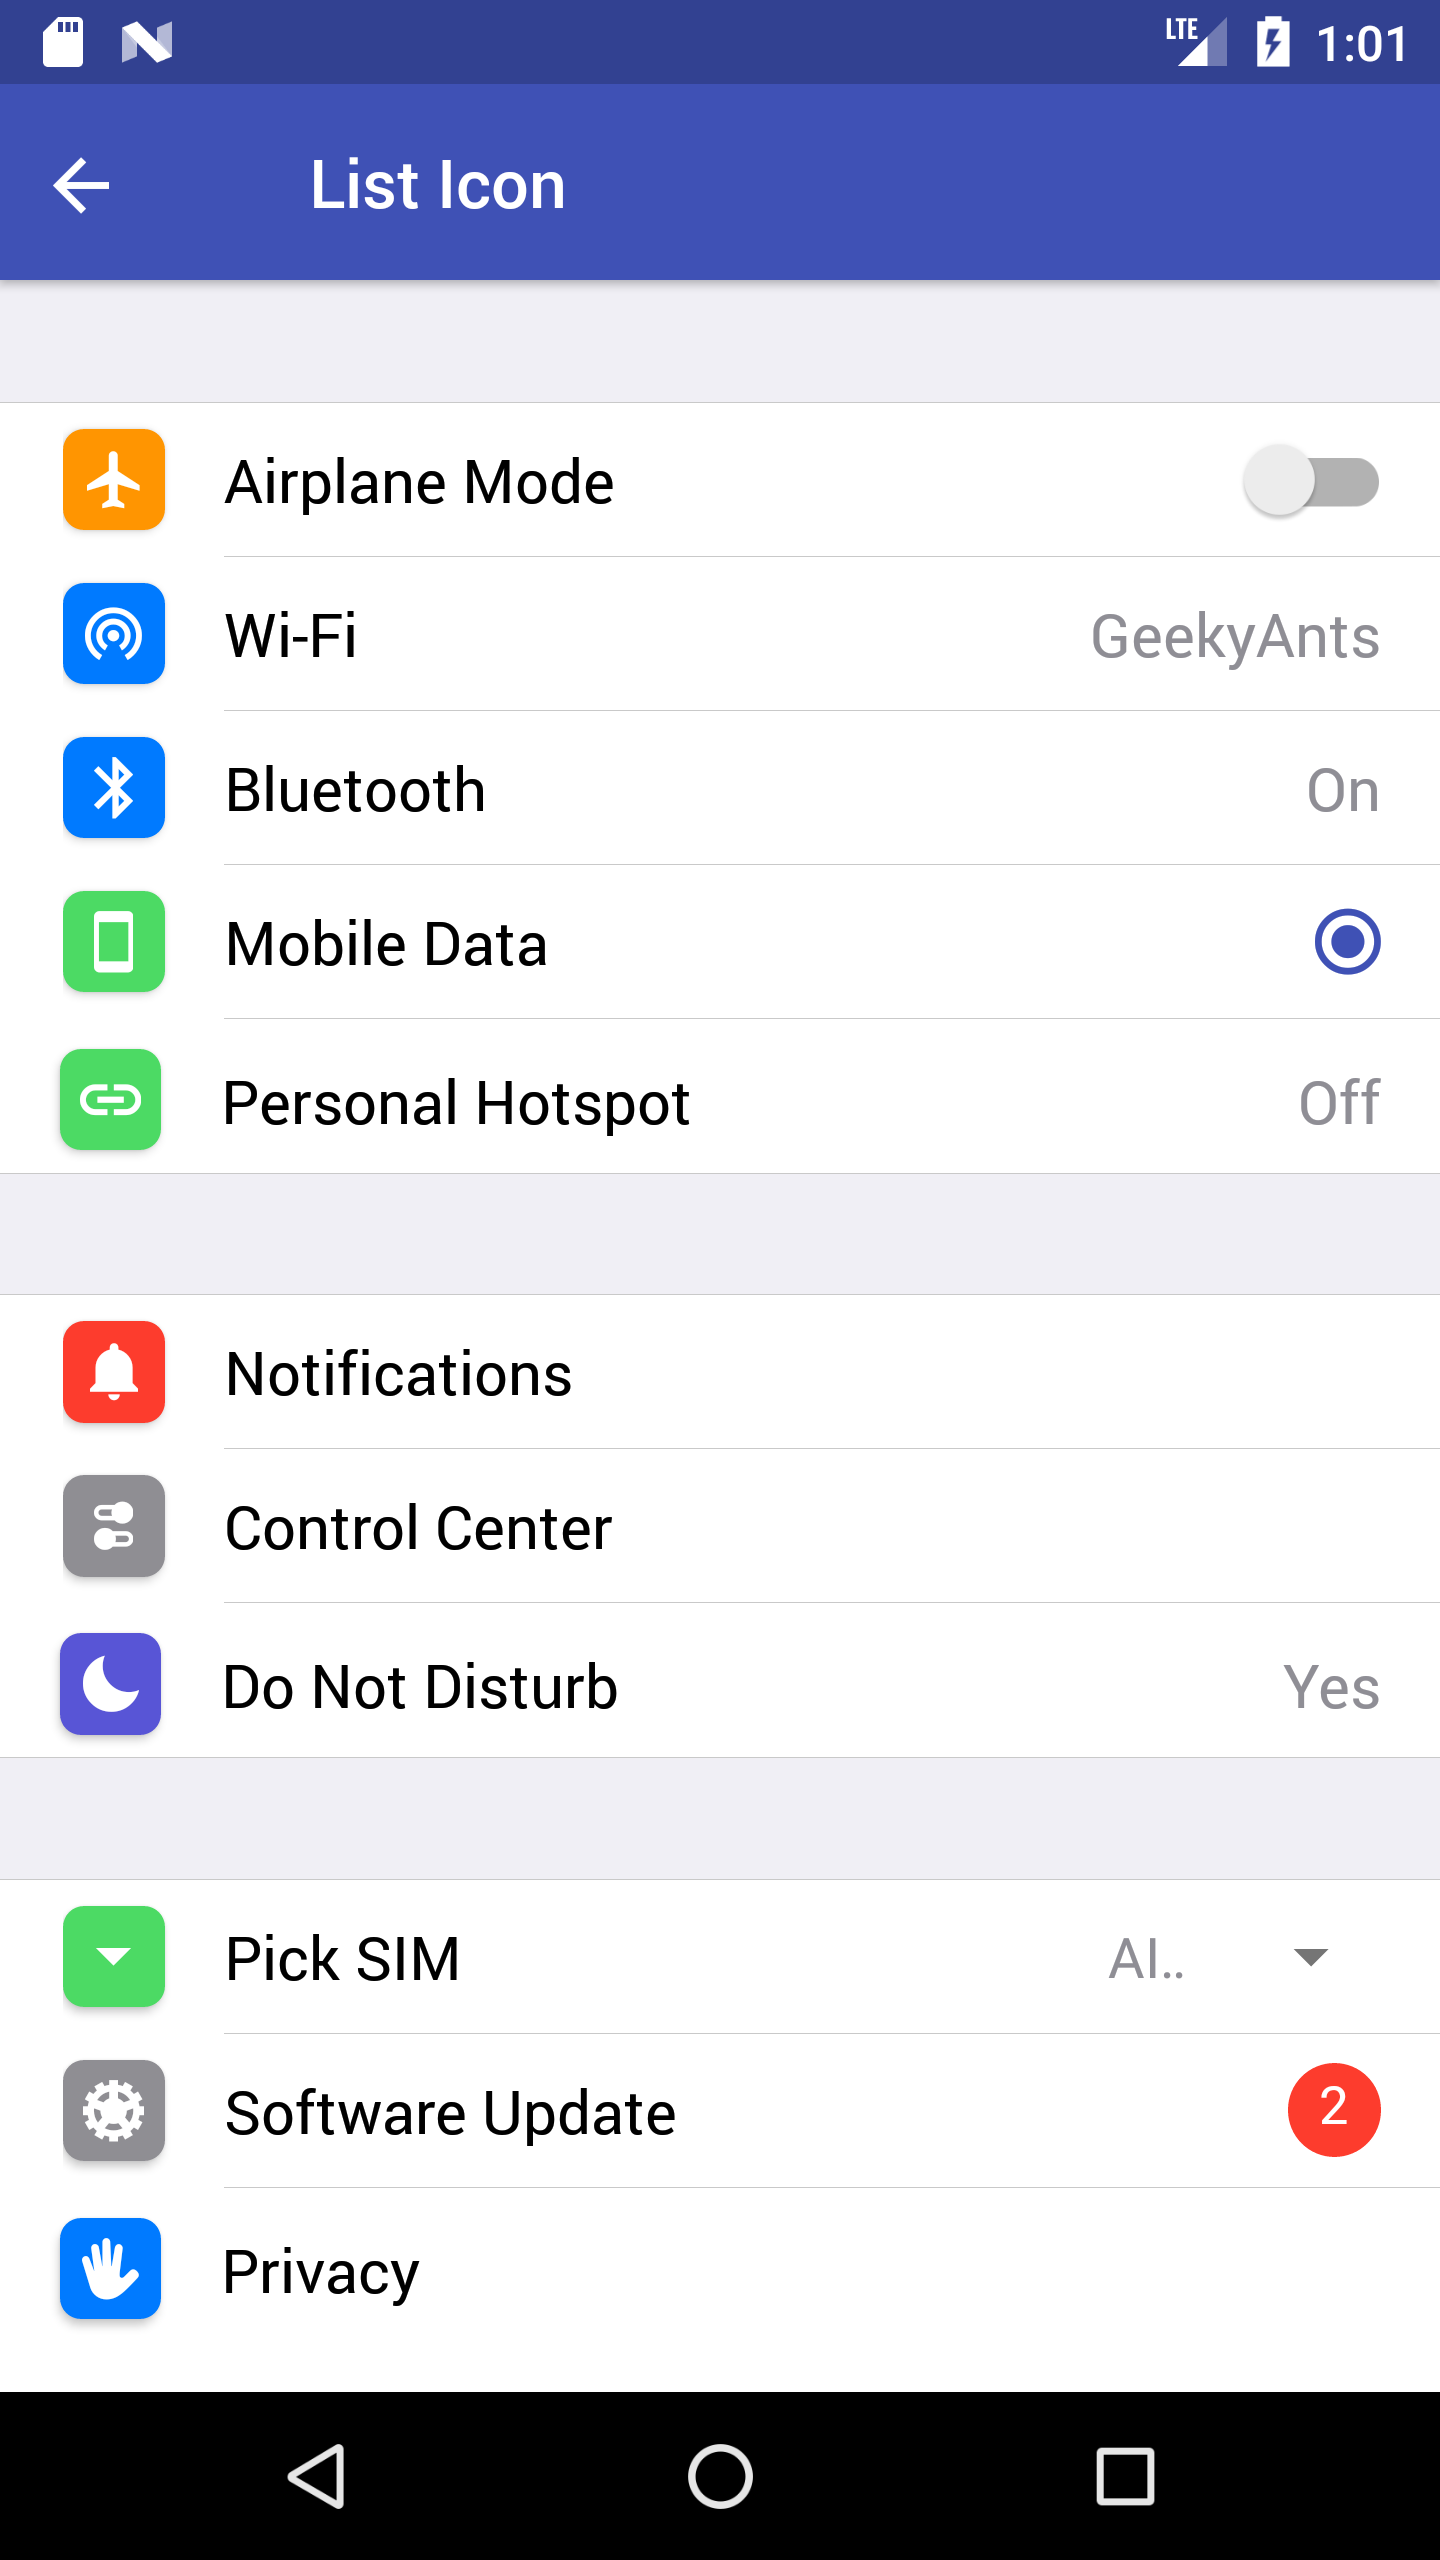 LTE 1:01
List Icon
Airplane Mode
Wi-Fi GeekyAnts
Bluetooth On
Mobile Data
Personal Hotspot Off
Notifications
Control Center
Do Not Disturb Yes
Pick SIM AI..
Software Update 2
Privacy